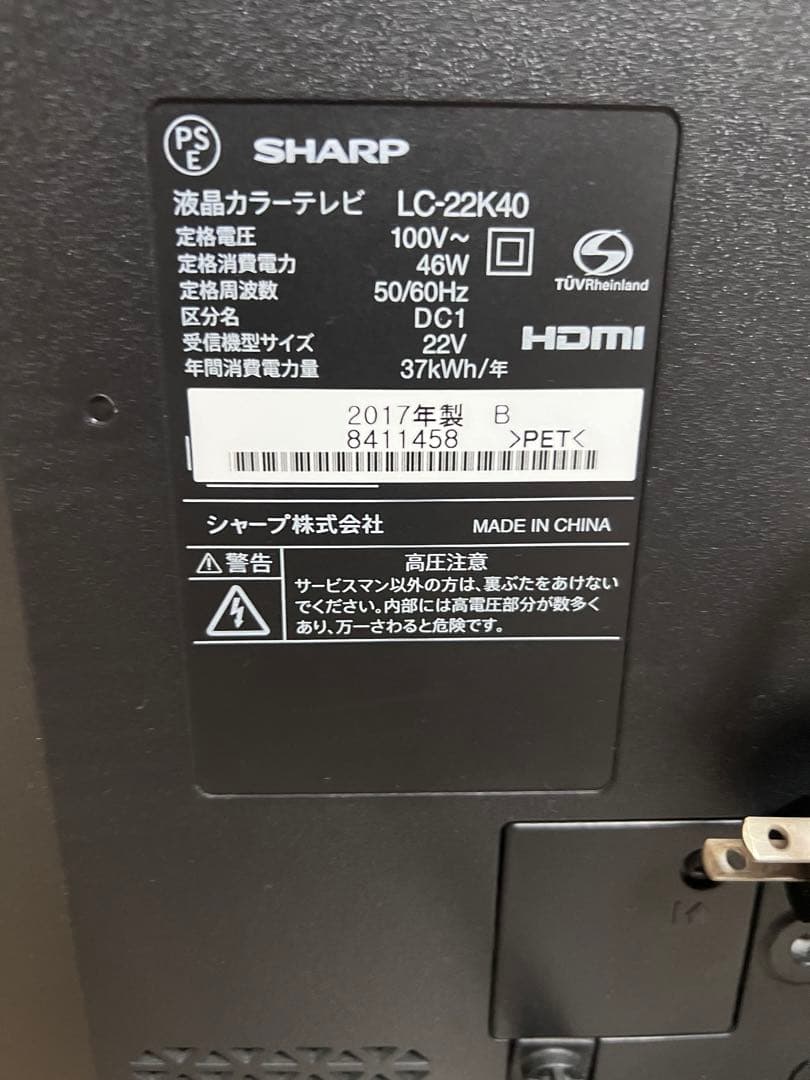 PSE SHARP
液晶カラーテレビ LC-22K40
定格電圧 100V~
定格消費電力 46W
定格周波数 50/60Hz
区分名 DC1
受信機型サイズ 22V
年間消費電力量 37kWh/年
TÜVRheinland
HDMI
2017年製 B
8411458 >PET<
シャープ株式会社 MADE IN CHINA
警告
高圧注意
サービスマン以外の方は、裏ぶたをあけない
でください。内部には高電圧部分が数多く
あり、万一さわると危険です。